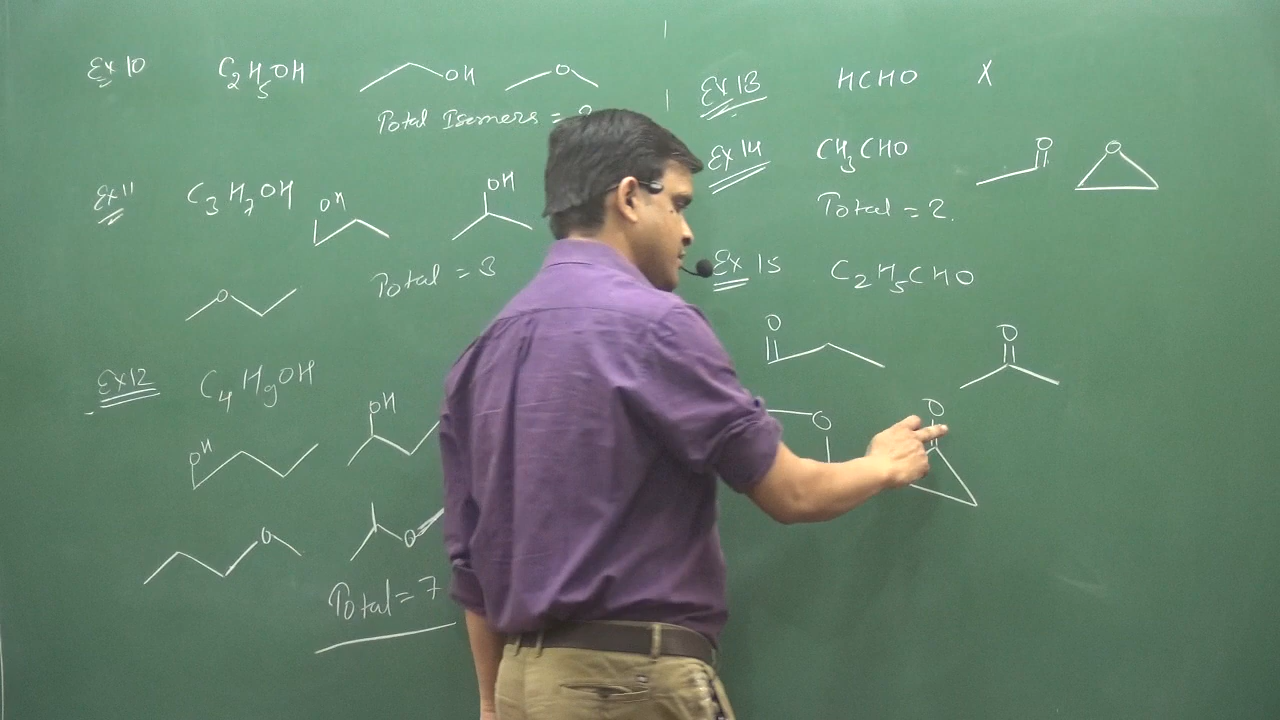 Ex 10 C2H5OH
OH
O
Total Isomers =
Ex 11 C3H7OH
OH
OH
Total = 3
O
Ex 12 C4H9OH
OH
OH
O
O
Total = 7
Ex 13 HCHO X
Ex 14 CH3CHO
O
O
Total = 2.
Ex 15 C2H5CHO
O
O
O
O